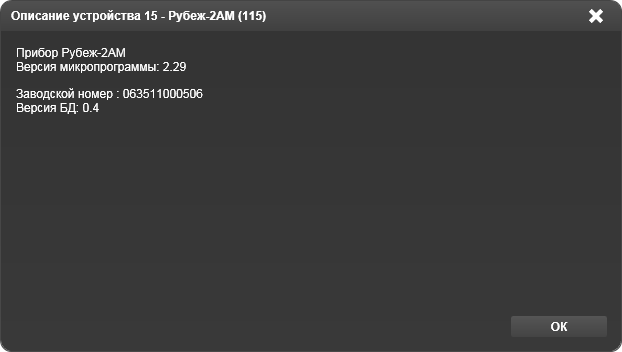 Описание устройства 15 - Рубеж-2АМ (115)
Прибор Рубеж-2АМ
Версия микропрограммы: 2.29
Заводской номер : 063511000506
Версия БД: 0.4
ОК